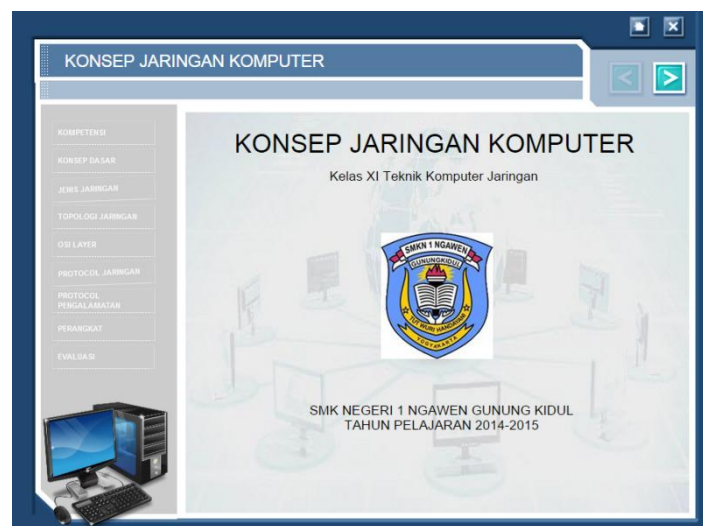 KONSEP JARINGAN KOMPUTER
KOMPETENSI
KONSEP DASAR
JENIS JARINGAN
TOPOLOGI JARINGAN
OSI LAYER
PROTOCOL JARINGAN
PROTOCOL
PENGALAMATAN
PERANGKAT
EVALUASI
KONSEP JARINGAN KOMPUTER
Kelas XI Teknik Komputer Jaringan
SMKN 1 NGAWEN
GUNUNGKIDUL
TUT WURI HANDAYANI
YOGYAKARTA
SMK NEGERI 1 NGAWEN GUNUNG KIDUL
TAHUN PELAJARAN 2014-2015